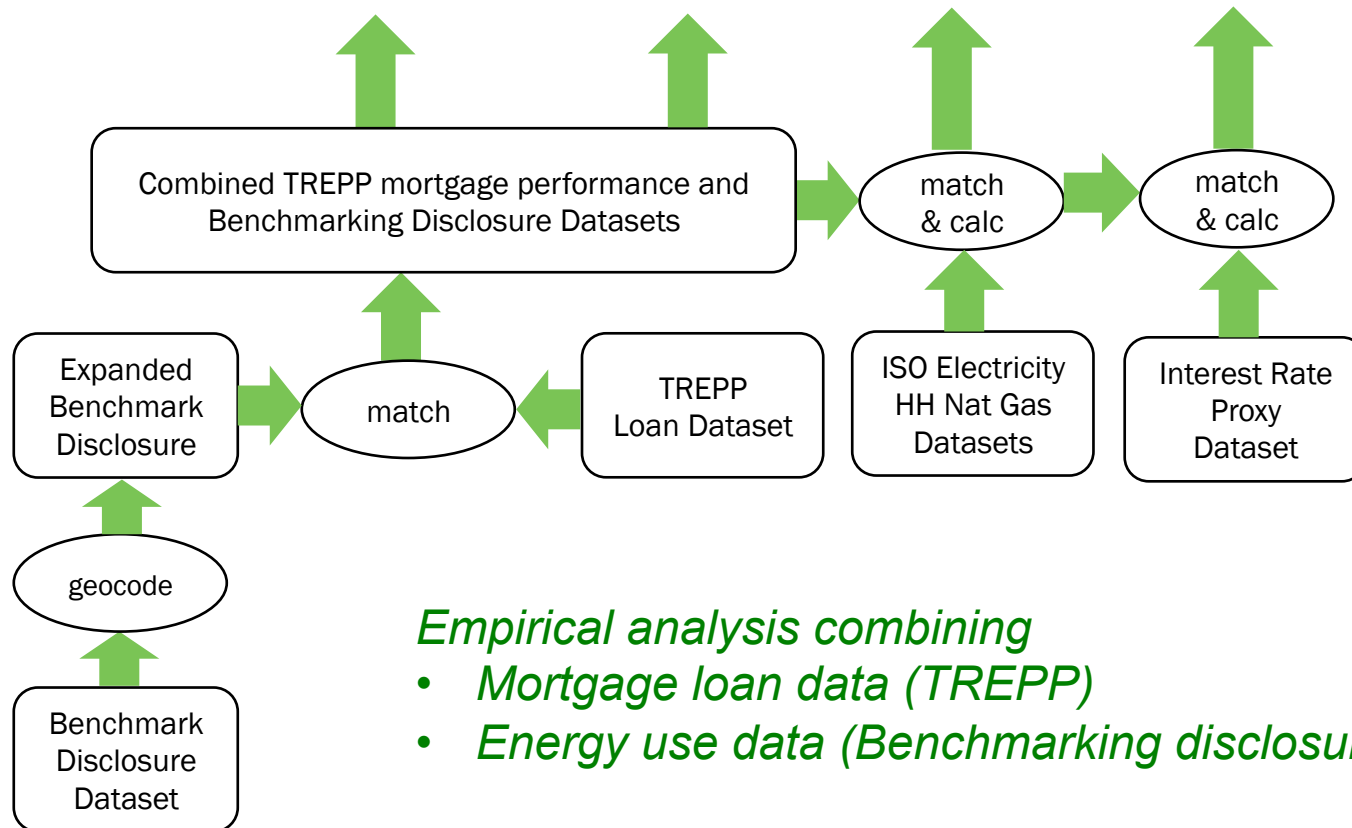 Combined TREPP mortgage performance and
Benchmarking Disclosure Datasets
match
& calc
match
& calc
Expanded
Benchmark
Disclosure
match
TREPP
Loan Dataset
ISO Electricity
HH Nat Gas
Datasets
Interest Rate
Proxy
Dataset
geocode
Benchmark
Disclosure
Dataset
Empirical analysis combining
• Mortgage loan data (TREPP)
• Energy use data (Benchmarking disclosur